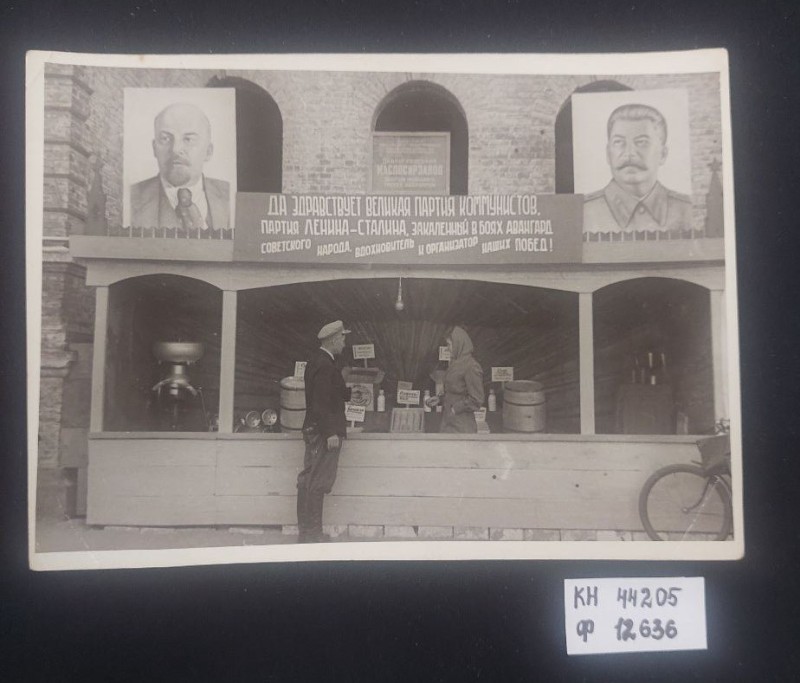 МАСЛОСЫРЗАВОД
ДА ЗДРАВСТВУЕТ ВЕЛИКАЯ ПАРТИЯ КОММУНИСТОВ,
ПАРТИЯ ЛЕНИНА-СТАЛИНА, ЗАКАЛЕННЫЙ В БОЯХ АВАНГАРД
СОВЕТСКОГО НАРОДА, ВДОХНОВИТЕЛЬ И ОРГАНИЗАТОР НАШИХ ПОБЕД!
КН 44205
Ф 12636